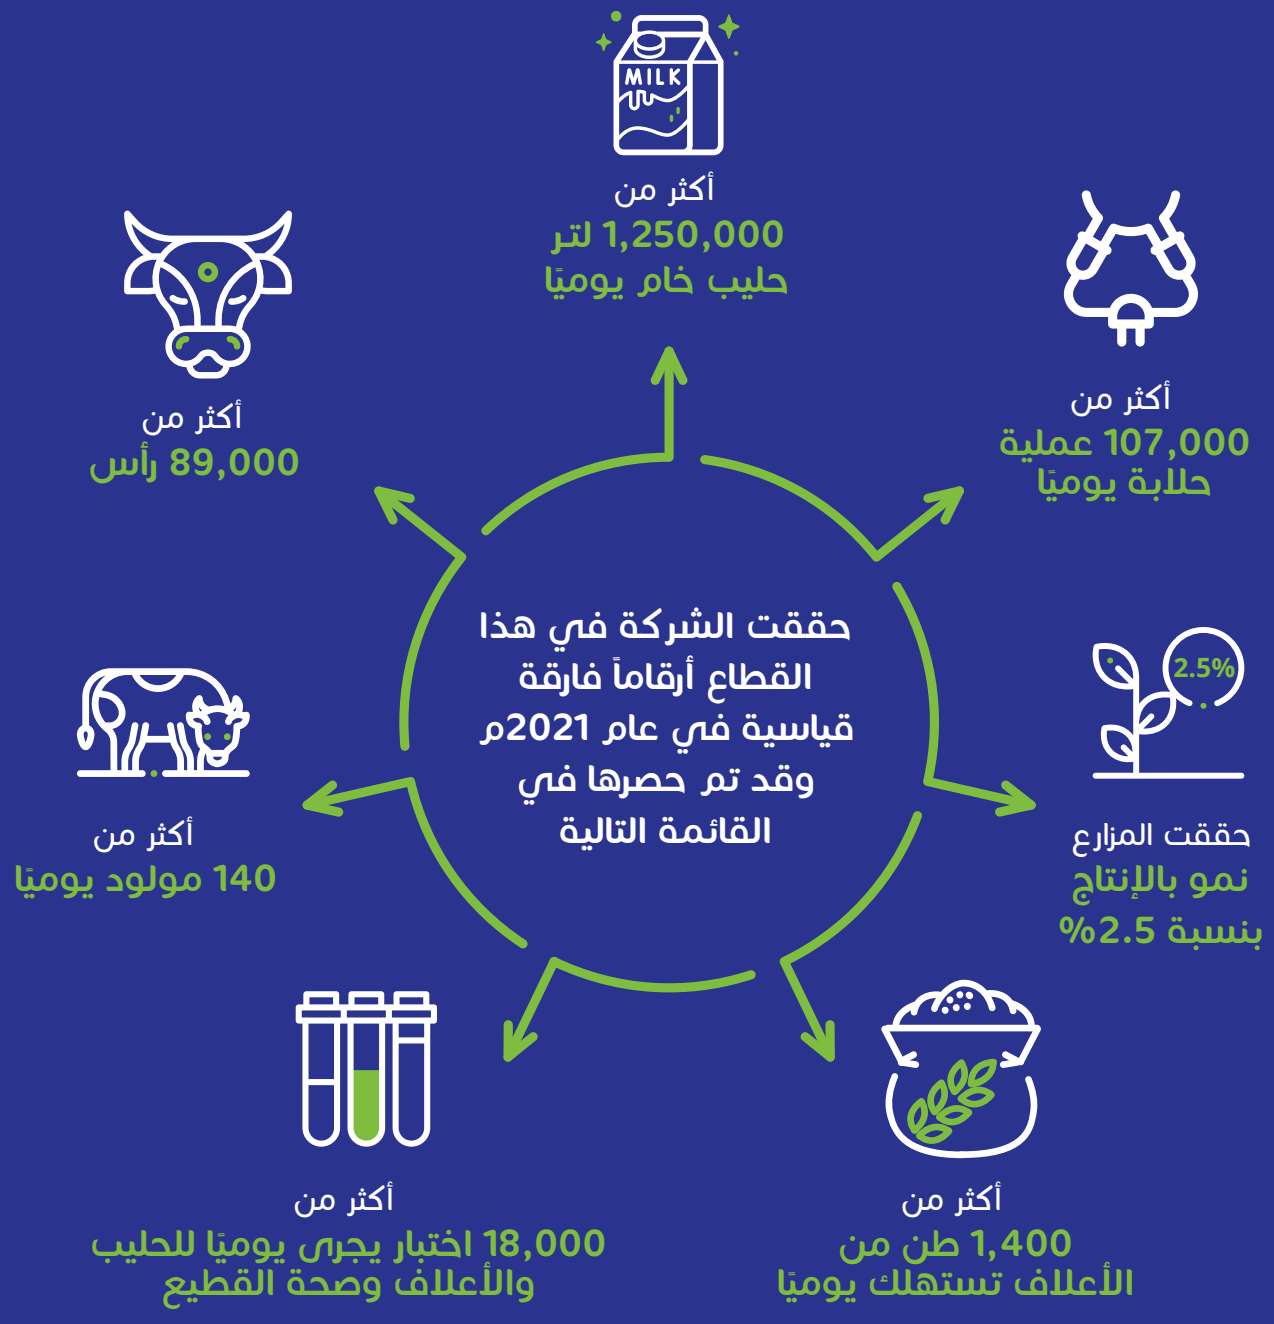 MILK
أكثر من
1,250,000 لتر
حليب خام يوميًا
أكثر من
107,000 عملية
حلابة يوميًا
2.5%
حققت المزارع
نمو بالإنتاج
بنسبة 2.5%
أكثر من
1,400 طن من
الأعلاف تستهلك يوميًا
أكثر من
18,000 اختبار يجرى يوميًا للحليب
والأعلاف وصحة القطيع
أكثر من
140 مولود يوميًا
أكثر من
89,000 رأس
حققت الشركة في هذا
القطاع أرقاماً فارقة
قياسية في عام 2021م
وقد تم حصرها في
القائمة التالية